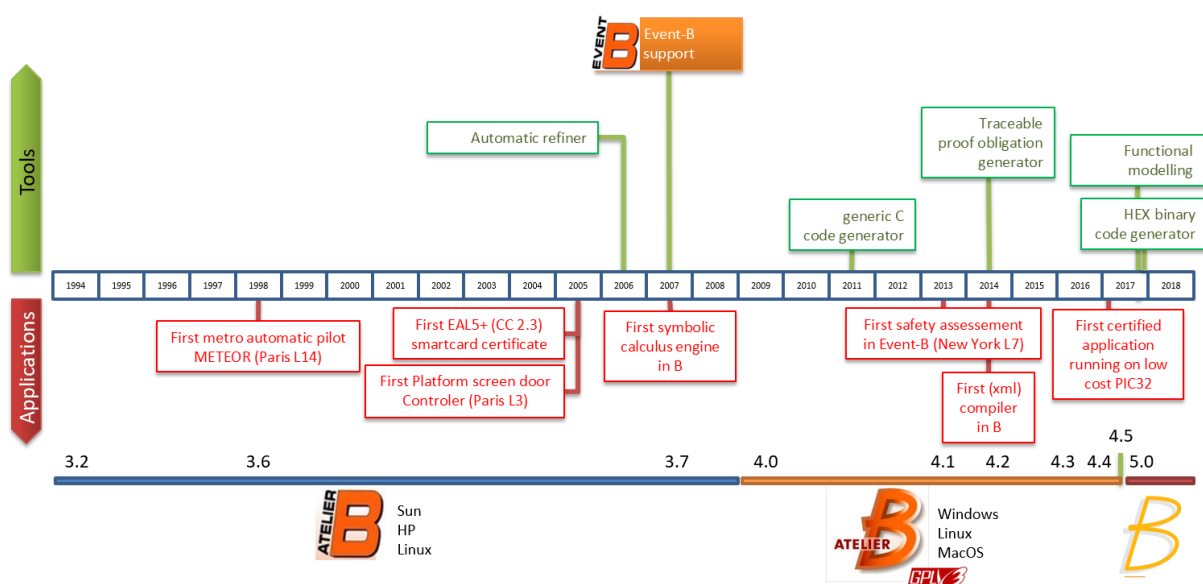 EVENT
B
Event-B
support
Tools
Automatic refiner
Traceable
proof obligation
generator
Functional
modelling
generic C
code generator
HEX binary
code generator
1994 1995 1996 1997 1998 1999 2000 2001 2002 2003 2004 2005 2006 2007 2008 2009 2010 2011 2012 2013 2014 2015 2016 2017 2018
Applications
First metro automatic pilot
METEOR (Paris L14)
First EAL5+ (CC 2.3)
smartcard certificate
First Platform screen door
Controler (Paris L3)
First symbolic
calculus engine
in B
First safety assessement
in Event-B (New York L7)
First (xml)
compiler
in B
First certified
application
running on low
cost PIC32
3.2 3.6 3.7 4.0 4.1 4.2 4.3 4.4 4.5 5.0
ATELIER
B
Sun
HP
Linux
ATELIER
B
GPLv3
Windows
Linux
MacOS
B